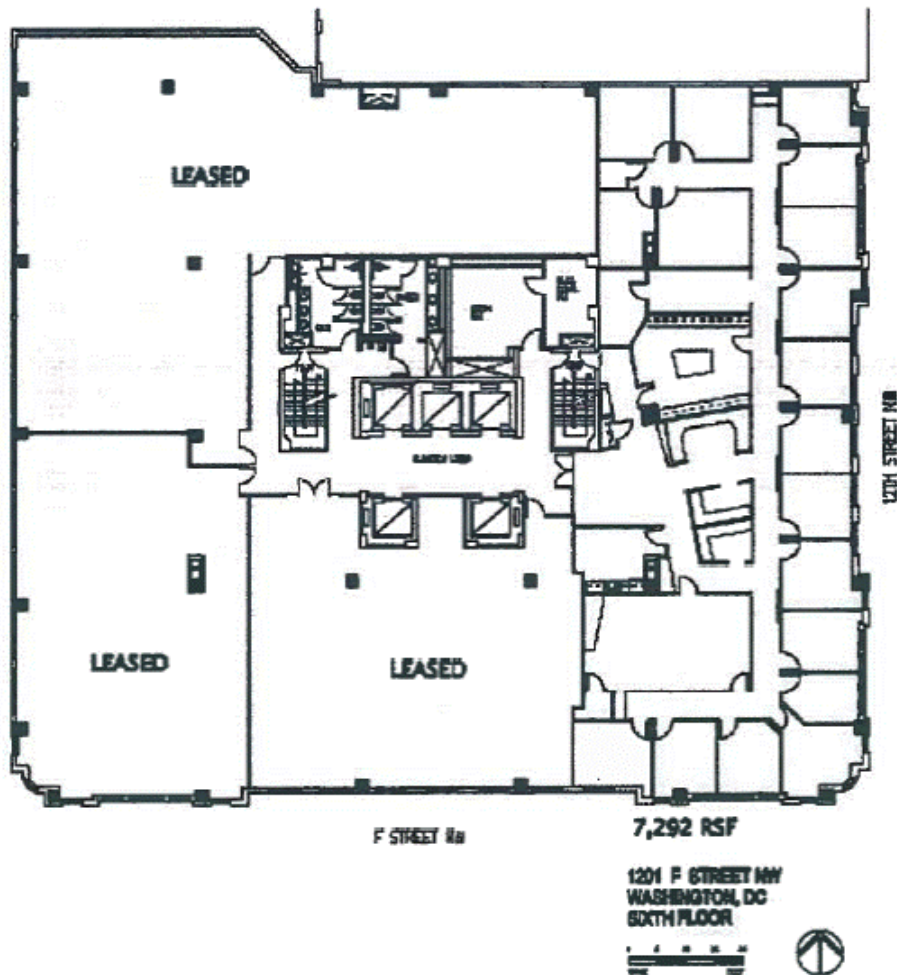 LEASED
LEASED
LEASED
12TH STREET NW
F STREET NW
7,292 RSF
1201 F STREET NW
WASHINGTON, DC
SIXTH FLOOR